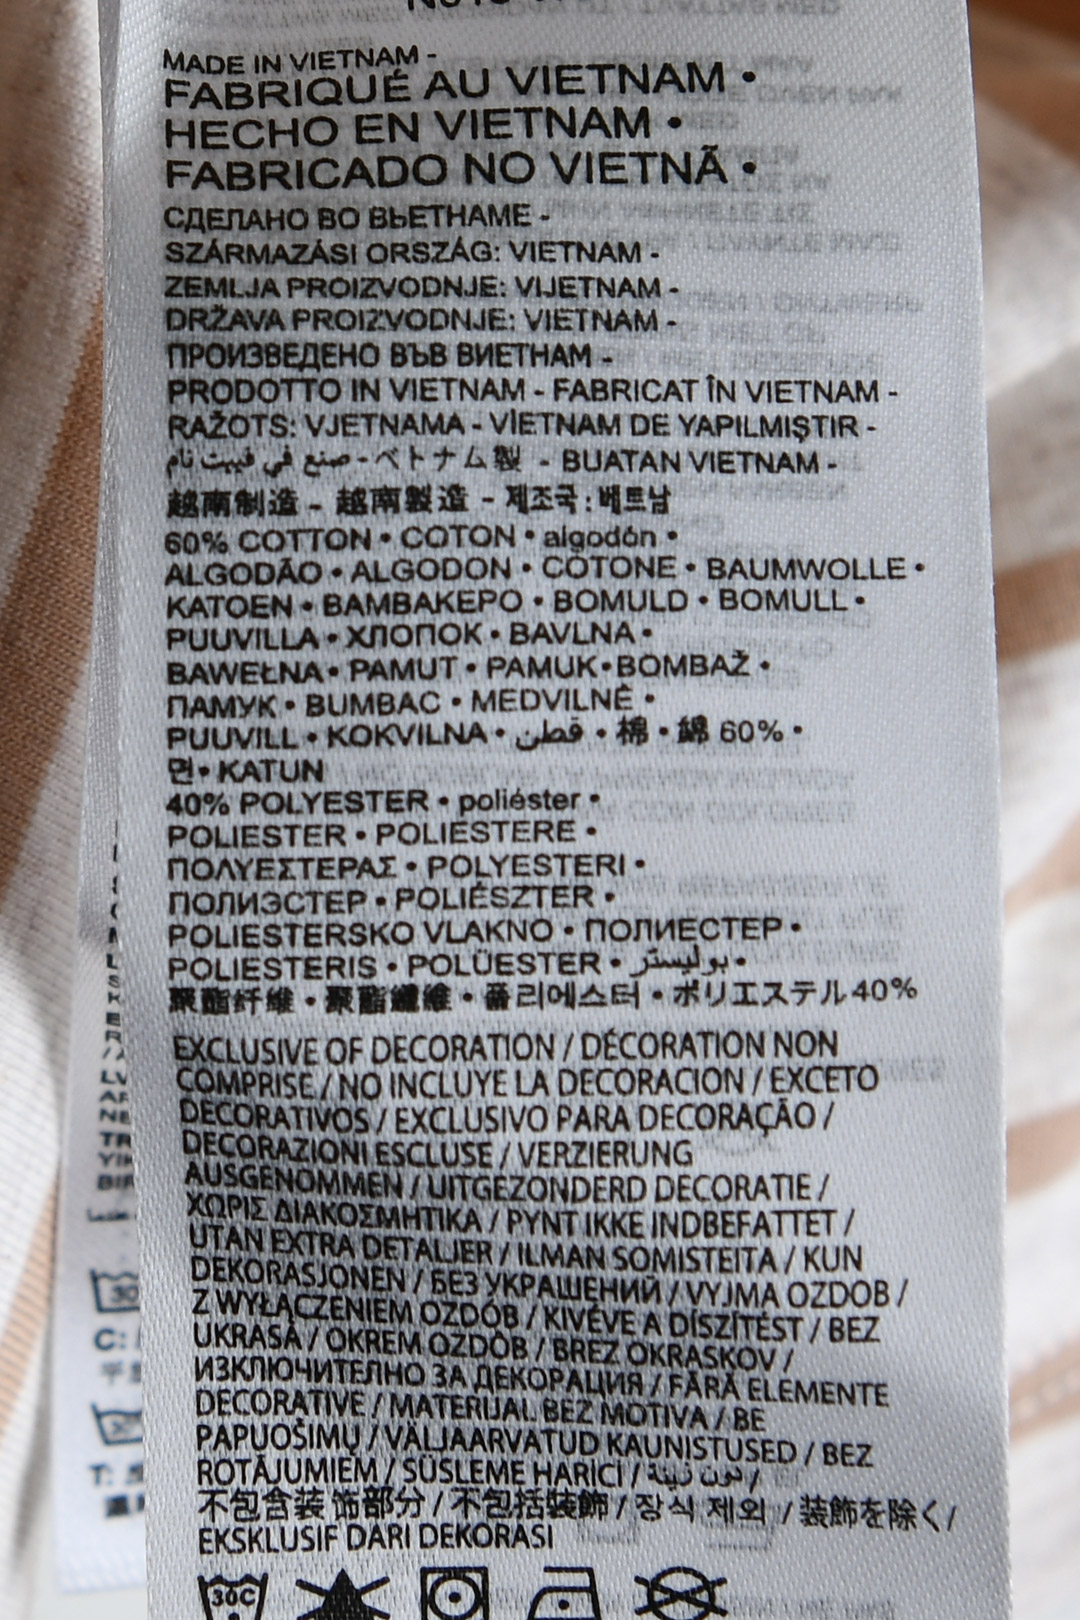 MADE IN VIETNAM -
FABRIQUÉ AU VIETNAM •
HECHO EN VIETNAM •
FABRICADO NO VIETNÃ •
СДЕЛАНО ВО ВЬЕТНАМЕ -
SZÁRMAZÁSI ORSZÁG: VIETNAM -
ZEMLJA PROIZVODNJE: VIJETNAM -
DRŽAVA PROIZVODNJE: VIETNAM -
ПРОИЗВЕДЕНО ВЪВ ВИЕТНАМ -
PRODOTTO IN VIETNAM - FABRICAT ÎN VIETNAM -
RAŽOTS: VJETNAMA - VİETNAM DE YAPILMIŞTIR -
صنع في فييت نام - ベトナム製 - BUATAN VIETNAM -
越南制造 - 越南製造 - 제조국 : 베트남
60% COTTON • COTON • algodón •
ALGODÃO • ALGODON • COTONE • BAUMWOLLE •
KATOEN • ΒΑΜΒΑΚΕΡΟ • BOMULD • BOMULL •
PUUVILLA • ХЛОПОК • BAVLNA •
BAWEŁNA • PAMUT • PAMUK • BOMBAŽ •
ПАМУК • BUMBAC • MEDVILNĖ •
PUUVILL • KOKVILNA • قطن • 棉 • 綿 60% •
면 • KATUN
40% POLYESTER • poliéster •
POLIESTER • POLIESTERE •
ΠΟΛΥΕΣΤΕΡΑΣ • POLYESTERI •
ПОЛИЭСТЕР • POLIÉSZTER •
POLIESTERSKO VLAKNO • ПОЛИЕСТЕР •
POLIESTERIS • POLÜESTER • بوليستر •
聚酯纤维 • 聚酯纖維 • 폴리에스터 • ポリエステル 40%
EXCLUSIVE OF DECORATION / DÉCORATION NON
COMPRISE / NO INCLUYE LA DECORACION / EXCETO
DECORATIVOS / EXCLUSIVO PARA DECORAÇÃO /
DECORAZIONI ESCLUSE / VERZIERUNG
AUSGENOMMEN / UITGEZONDERD DECORATIE /
ΧΩΡΙΣ ΔΙΑΚΟΣΜΗΤΙΚΑ / PYNT IKKE INDBEFATTET /
UTAN EXTRA DETALJER / ILMAN SOMISTEITA / KUN
DEKORASJONEN / БЕЗ УКРАШЕНИЙ / VYJMA OZDOB /
Z WYŁĄCZENIEM OZDÓB / KIVÉVE A DÍSZÍTÉST / BEZ
UKRASA / OKREM OZDÔB / BREZ OKRASKOV /
ИЗКЛЮЧИТЕЛНО ЗА ДЕКОРАЦИЯ / FĂRĂ ELEMENTE
DECORATIVE / MATERIJAL BEZ MOTIVA / BE
PAPUOŠIMŲ / VÄLJAARVATUD KAUNISTUSED / BEZ
ROTĀJUMIEM / SÜSLEME HARİCİ / دون زينة /
不包含装饰部分 / 不包括裝飾 / 장식 제외 / 装飾を除く /
EKSKLUSIF DARI DEKORASI
30C